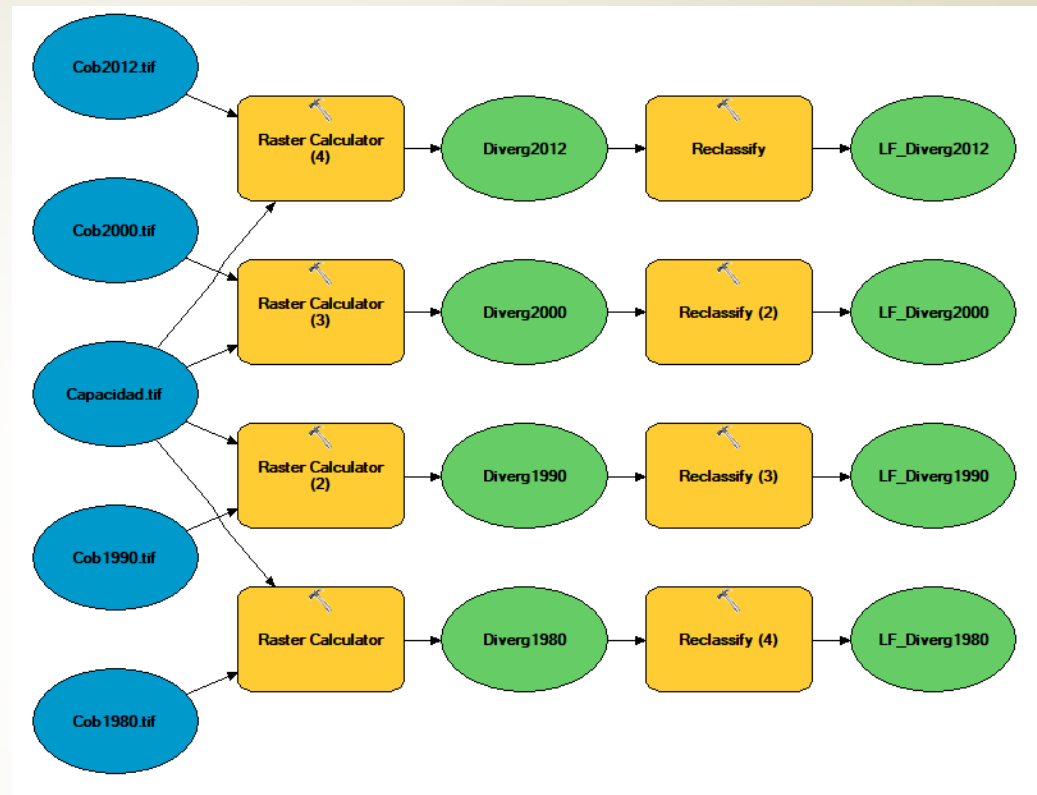 Cob2012.tif
Raster Calculator
(4)
Diverg2012
Reclassify
LF_Diverg2012
Cob2000.tif
Raster Calculator
(3)
Diverg2000
Reclassify (2)
LF_Diverg2000
Capacidad.tif
Raster Calculator
(2)
Diverg1990
Reclassify (3)
LF_Diverg1990
Cob1990.tif
Raster Calculator
Diverg1980
Reclassify (4)
LF_Diverg1980
Cob1980.tif